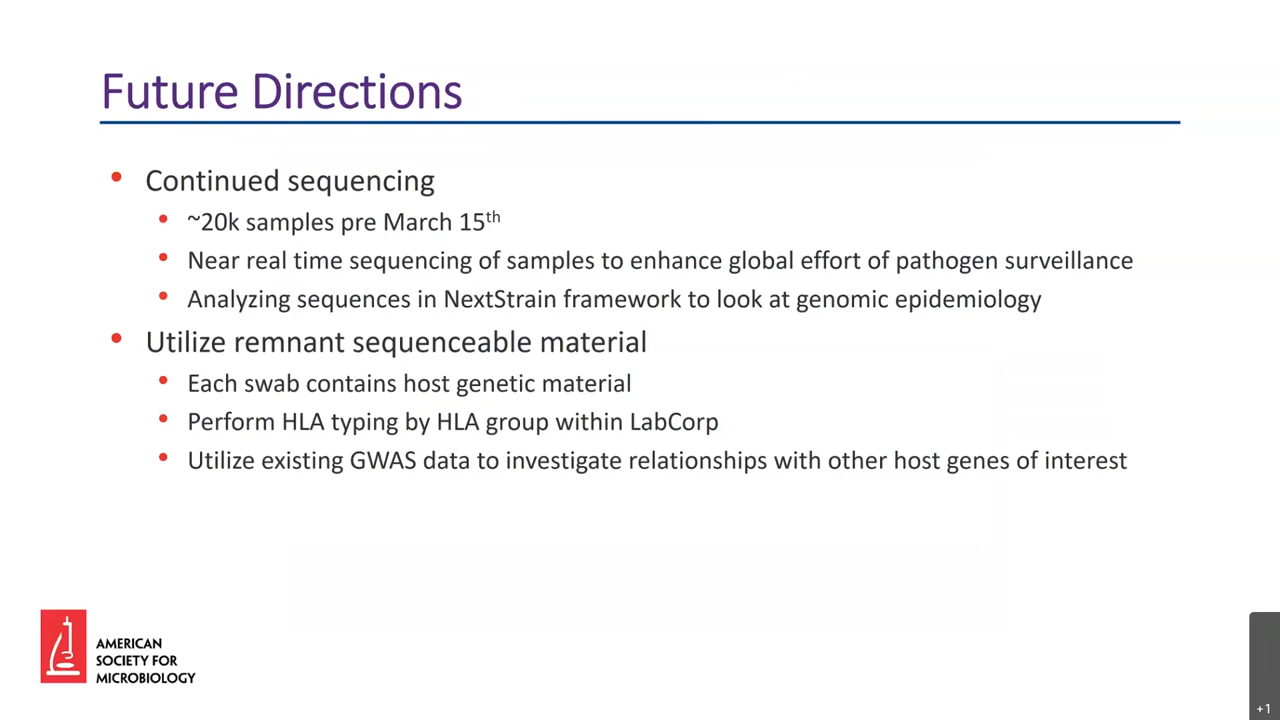 Future Directions
• Continued sequencing
• ~20k samples pre March 15th
• Near real time sequencing of samples to enhance global effort of pathogen surveillance
• Analyzing sequences in NextStrain framework to look at genomic epidemiology
• Utilize remnant sequenceable material
• Each swab contains host genetic material
• Perform HLA typing by HLA group within LabCorp
• Utilize existing GWAS data to investigate relationships with other host genes of interest
AMERICAN
SOCIETY FOR
MICROBIOLOGY
+1